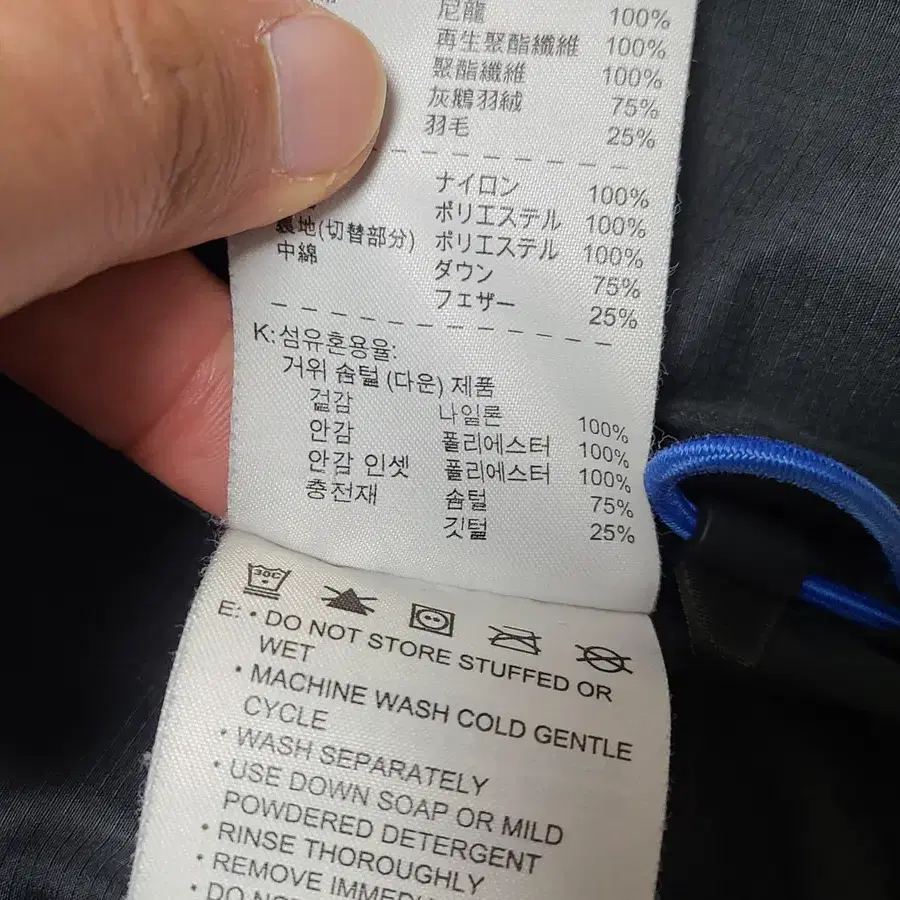 尼龍 100%
再生聚酯纖維 100%
聚酯纖維 100%
灰鵝羽絨 75%
羽毛 25%
ナイロン 100%
ポリエステル 100%
裏地(切替部分) ポリエステル 100%
中綿 ダウン 75%
フェザー 25%
K: 섬유혼용율:
거위 솜털 (다운) 제품
겉감 나일론 100%
안감 폴리에스터 100%
안감 인셋 폴리에스터 100%
충전재 솜털 75%
깃털 25%
30C
E: • DO NOT STORE STUFFED OR
WET
• MACHINE WASH COLD GENTLE
CYCLE
• WASH SEPARATELY
• USE DOWN SOAP OR MILD
POWDERED DETERGENT
• RINSE THOROUGHLY
• REMOVE
• DO